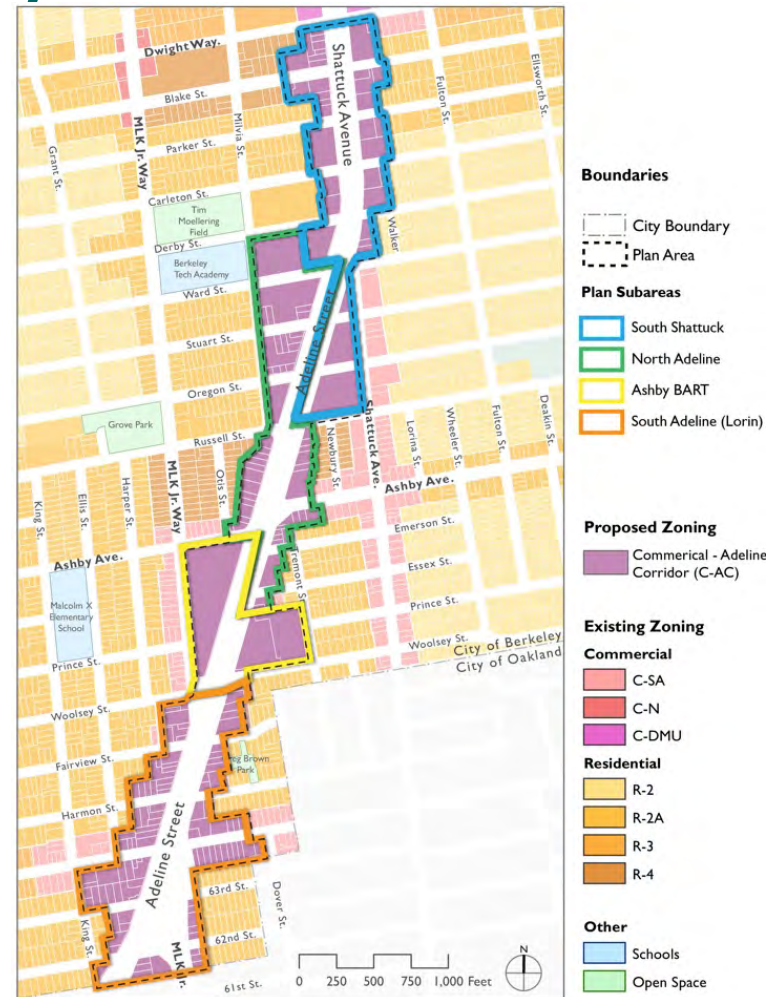 Dwight Way.
Shattuck Avenue
Fulton St.
Ellsworth St.
Blake St.
MLK Jr. Way
Milvia St.
Grant St.
Parker St.
Carleton St.
Tim
Moellering
Field
Derby St.
Walker
Berkeley
Tech Academy
Ward St.
Adeline Street
Stuart St.
Oregon St.
Grove Park
Russell St.
Shattuck Ave.
Newbury St.
Lorina St.
Wheeler St.
Fulton St.
Deakin St.
MLK Jr. Way
Otis St.
Harper St.
Ellis St.
King St.
Ashby Ave.
Emerson St.
Ashby Ave.
Tremont St.
Essex St.
Malcolm X
Elementary
School
Prince St.
Prince St.
Woolsey St.
City of Berkeley
City of Oakland
Woolsey St.
Fairview St.
eg Brown
Park
Harmon St.
Adeline Street
63rd St.
Dover St.
King St.
62nd St.
MLK Jr.
61st St.
0 250 500 750 1,000 Feet
N
Boundaries
City Boundary
Plan Area
Plan Subareas
South Shattuck
North Adeline
Ashby BART
South Adeline (Lorin)
Proposed Zoning
Commerical - Adeline
Corridor (C-AC)
Existing Zoning
Commercial
C-SA
C-N
C-DMU
Residential
R-2
R-2A
R-3
R-4
Other
Schools
Open Space